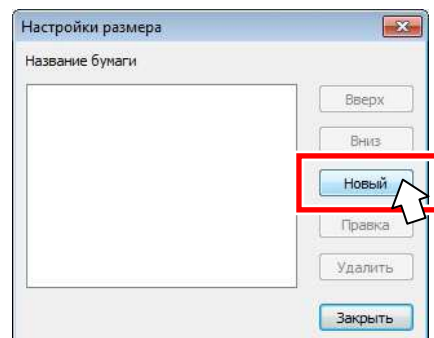 Настройки размера
Название бумаги
Вверх
Вниз
Новый
Правка
Удалить
Закрыть